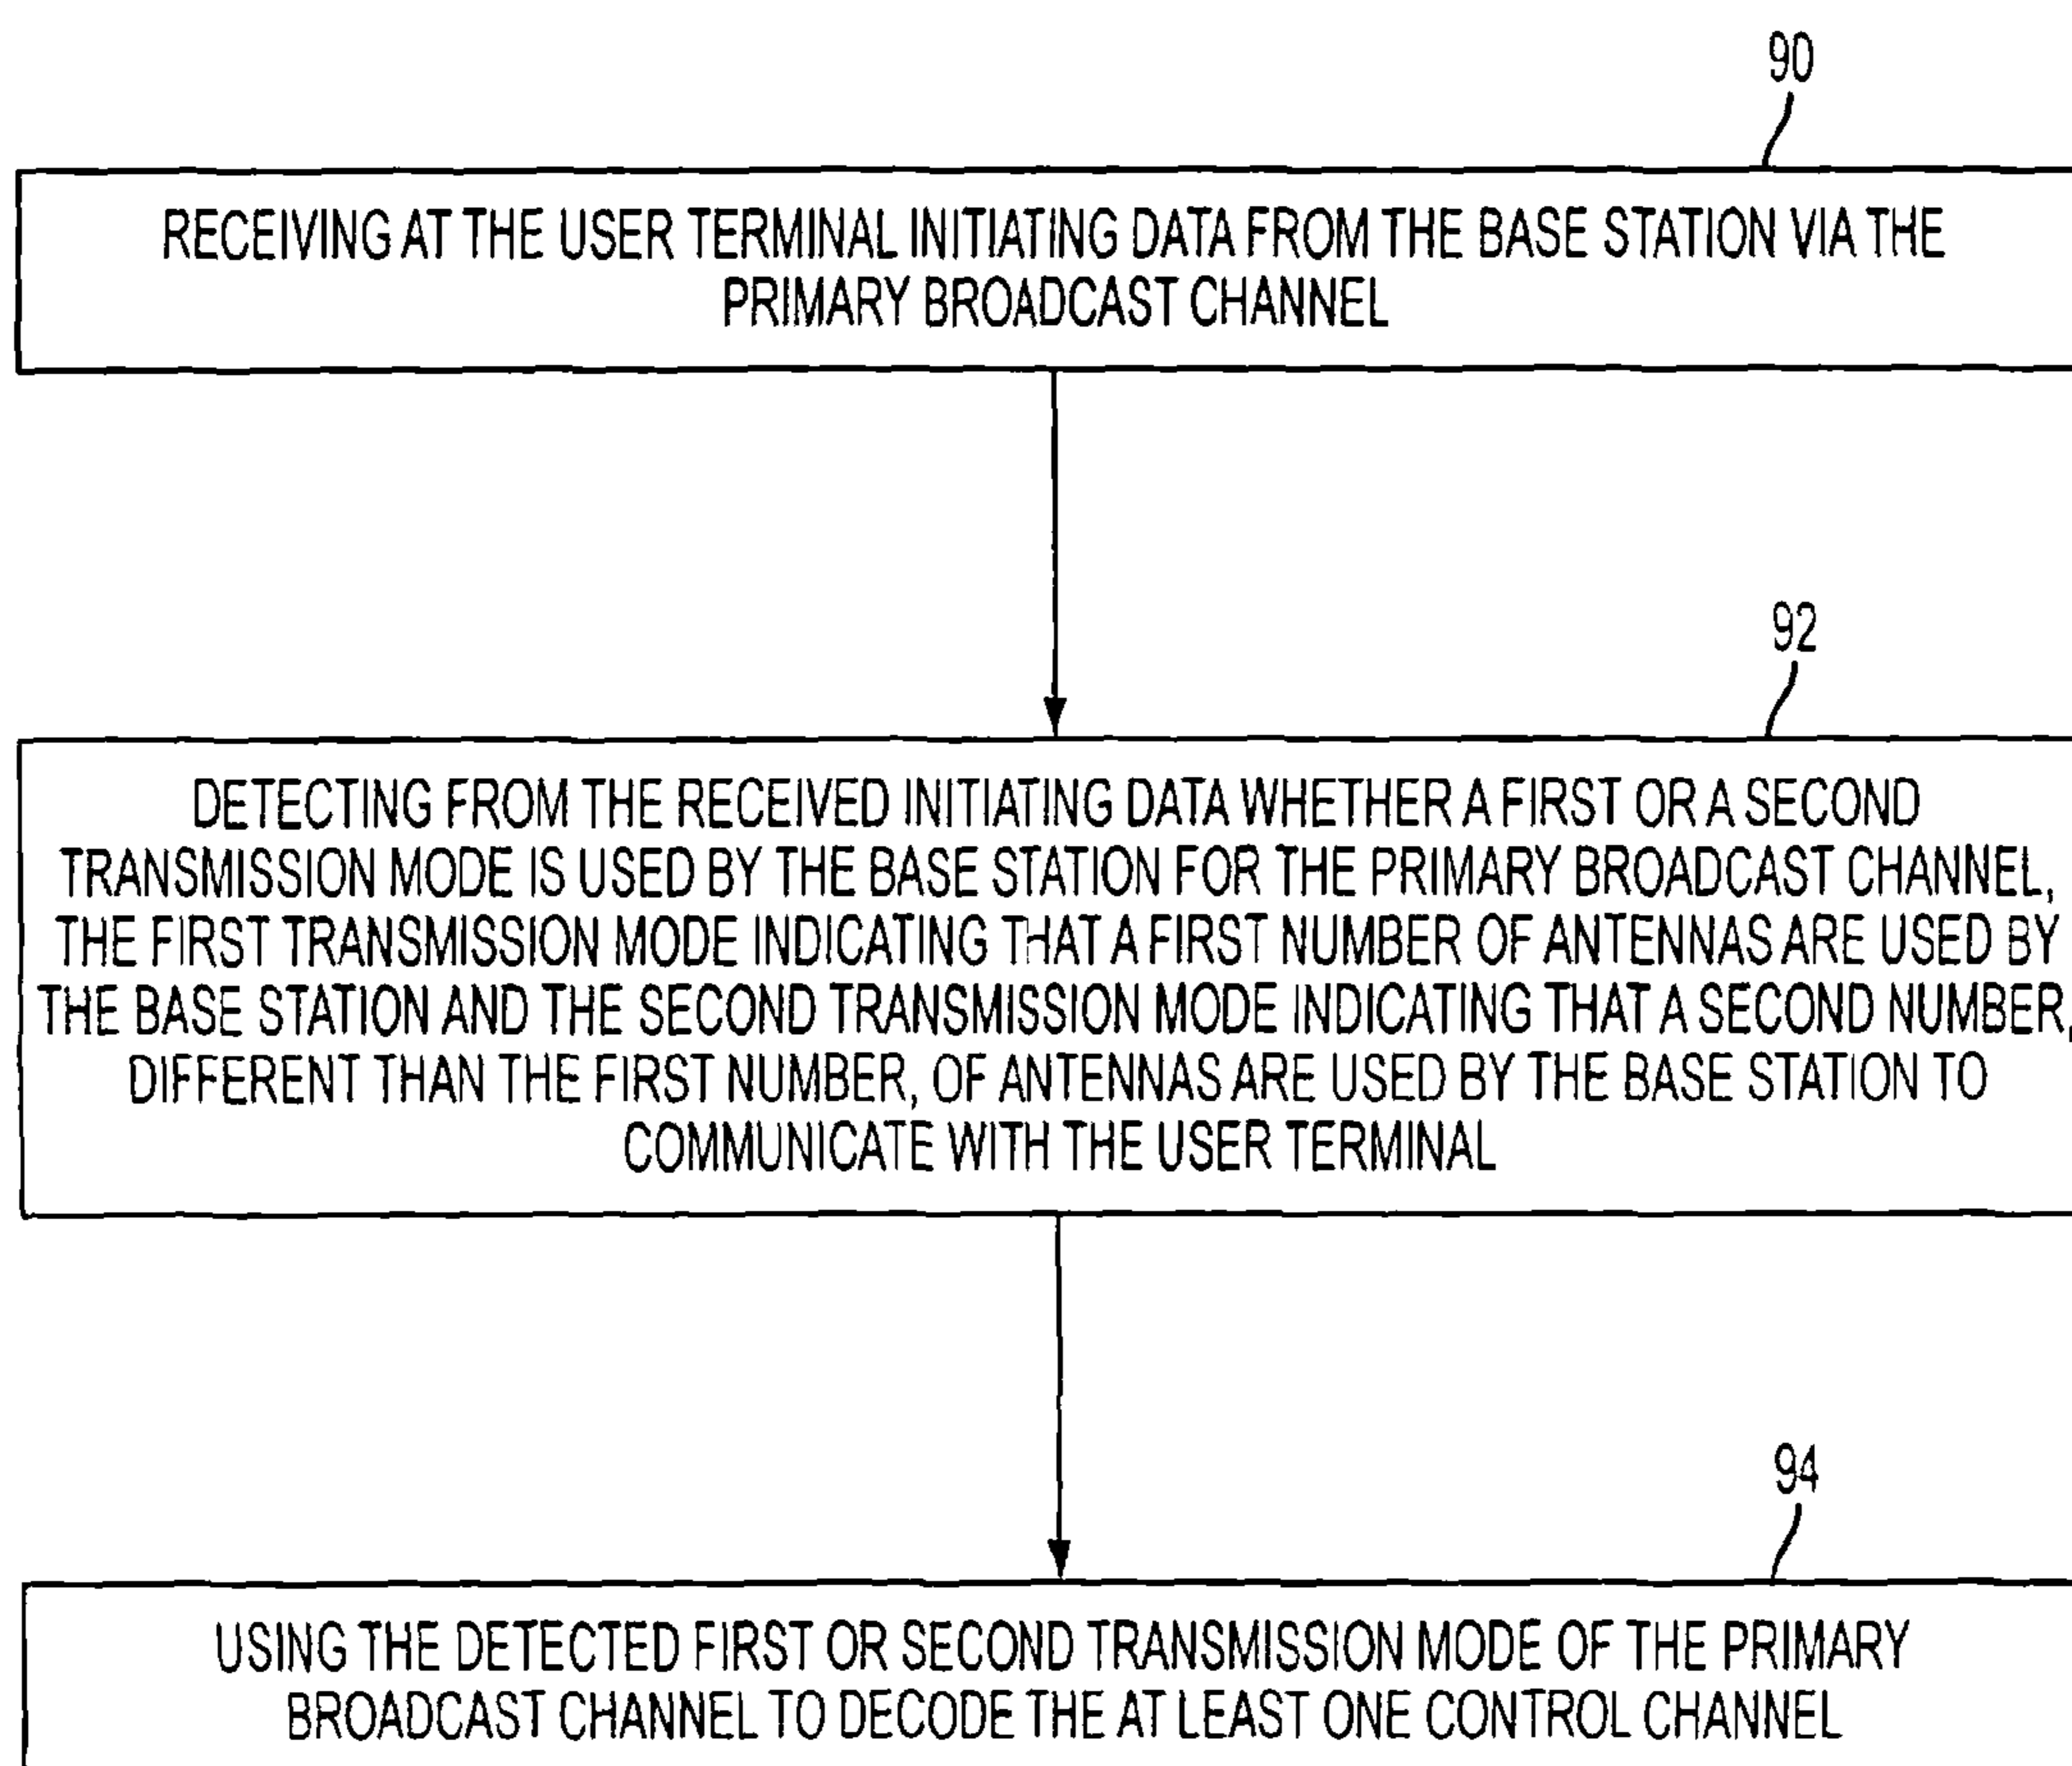 90
RECEIVING AT THE USER TERMINAL INITIATING DATA FROM THE BASE STATION VIA THE
PRIMARY BROADCAST CHANNEL
92
DETECTING FROM THE RECEIVED INITIATING DATA WHETHER A FIRST OR A SECOND
TRANSMISSION MODE IS USED BY THE BASE STATION FOR THE PRIMARY BROADCAST CHANNEL,
THE FIRST TRANSMISSION MODE INDICATING THAT A FIRST NUMBER OF ANTENNAS ARE USED BY
THE BASE STATION AND THE SECOND TRANSMISSION MODE INDICATING THAT A SECOND NUMBER,
DIFFERENT THAN THE FIRST NUMBER, OF ANTENNAS ARE USED BY THE BASE STATION TO
COMMUNICATE WITH THE USER TERMINAL
94
USING THE DETECTED FIRST OR SECOND TRANSMISSION MODE OF THE PRIMARY
BROADCAST CHANNEL TO DECODE THE AT LEAST ONE CONTROL CHANNEL